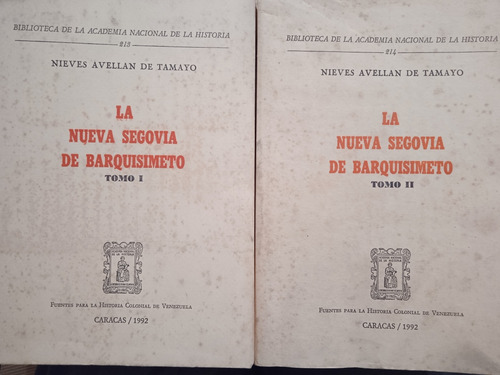 BIBLIOTECA DE LA ACADEMIA NACIONAL DE LA HISTORIA
NIEVES AVELLAN DE TAMAYO
LA
NUEVA SEGOVIA
DE BARQUISIMETO
TOMO I
FUENTES PARA LA HISTORIA COLONIAL DE VENEZUELA
CARACAS / 1992
BIBLIOTECA DE LA ACADEMIA NACIONAL DE LA HISTORIA
214
NIEVES AVELLAN DE TAMAYO
LA
NUEVA SEGOVIA
DE BARQUISIMETO
TOMO II
FUENTES PARA LA HISTORIA COLONIAL DE VENEZUELA
CARACAS / 1992